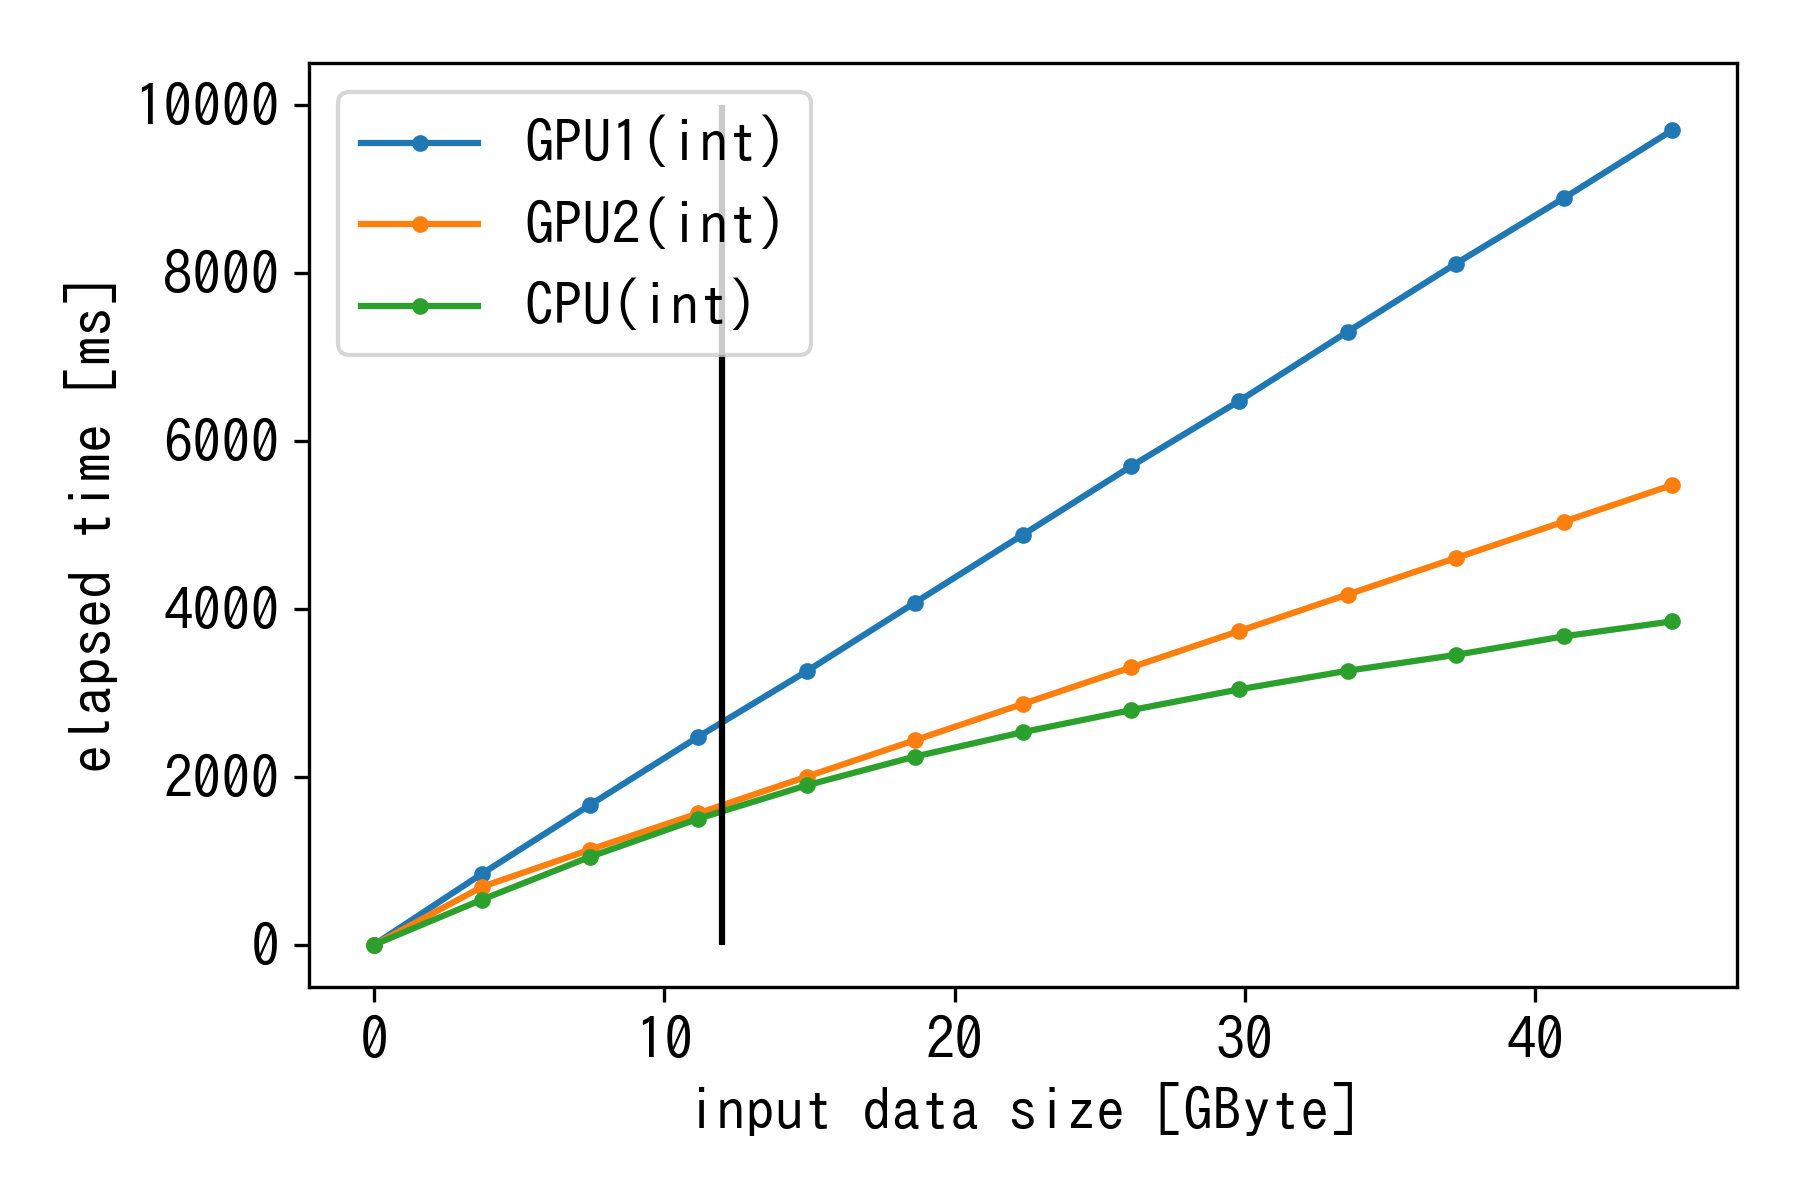 10000
8000
6000
4000
2000
0
elapsed time [ms]
GPU1(int)
GPU2(int)
CPU(int)
0 10 20 30 40
input data size [GByte]